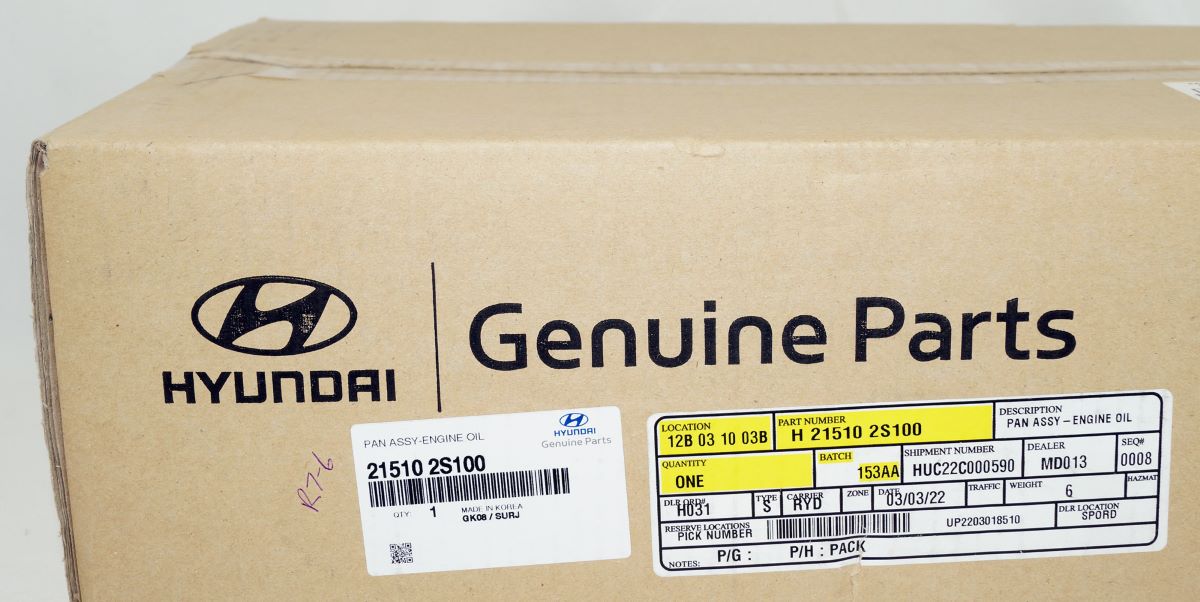 HYUNDAI
Genuine Parts
R7-6
PAN ASSY-ENGINE OIL
HYUNDAI
Genuine Parts
21510 2S100
QTY: 1 MADE IN KOREA
GK08 / SURJ
LOCATION PART NUMBER DESCRIPTION
12B 03 10 03B H 21510 2S100 PAN ASSY-ENGINE OIL
QUANTITY BATCH SHIPMENT NUMBER DEALER SEQ#
ONE 153AA HUC22C000590 MD013 0008
DLR ORD# TYPE CARRIER ZONE DATE TRAFFIC WEIGHT HAZMAT
H031 S RYD 03/03/22 6
RESERVE LOCATIONS DLR LOCATION
PICK NUMBER UP2203018510 SPORD
NOTES: P/G : P/H : PACK